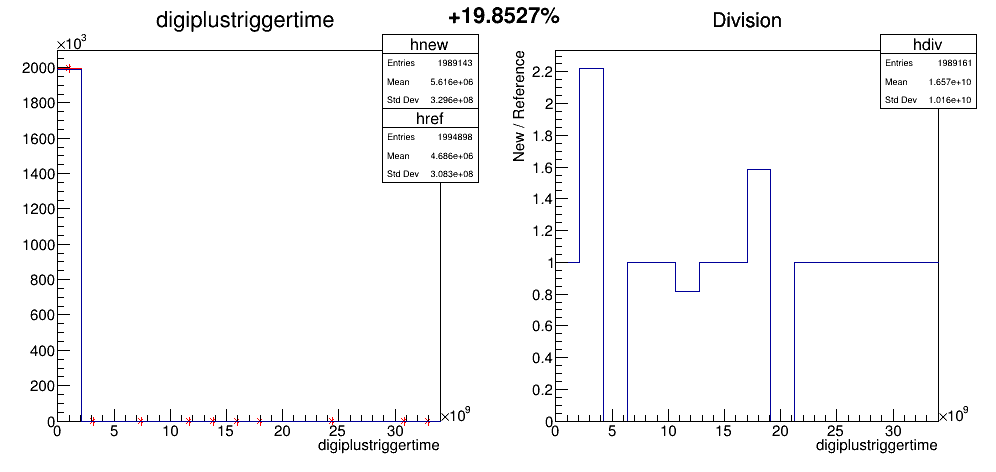 digiplustriggertime
+19.8527%
Division
×10³
hnew
Entries 1989143
Mean 5.616e+06
Std Dev 3.296e+08
href
Entries 1994898
Mean 4.686e+06
Std Dev 3.083e+08
2000
1800
1600
1400
1200
1000
800
600
400
200
0
0 5 10 15 20 25 30
×10⁹
digiplustriggertime
hdiv
Entries 1989161
Mean 1.657e+10
Std Dev 1.016e+10
New / Reference
2.2
2
1.8
1.6
1.4
1.2
1
0.8
0.6
0.4
0.2
0
0 5 10 15 20 25 30
×10⁹
digiplustriggertime